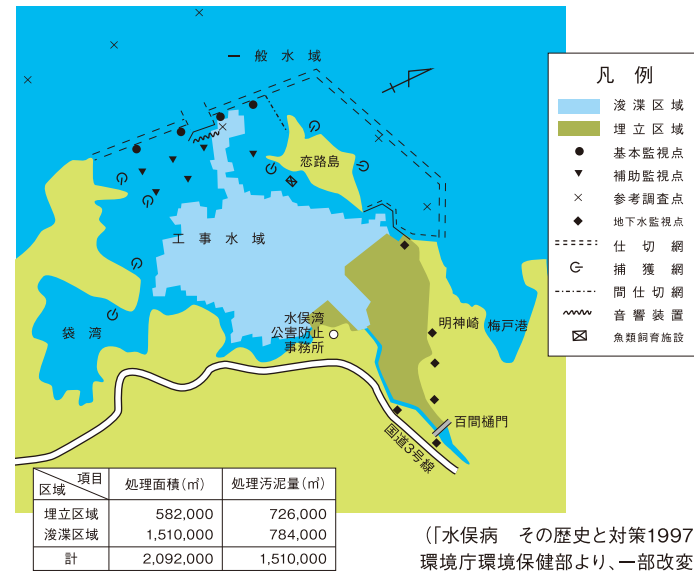 一般水域
恋路島
工事水域
袋湾
水俣湾
公害防止
事務所
明神崎
梅戸港
百間樋門
国道3号線
凡例
浚渫区域
埋立区域
基本監視点
補助監視点
参考調査点
地下水監視点
仕切網
捕獲網
間仕切網
音響装置
魚類飼育施設
項目
区域 処理面積(㎡) 処理汚泥量(㎥)
埋立区域 582,000 726,000
浚渫区域 1,510,000 784,000
計 2,092,000 1,510,000
(「水俣病 その歴史と対策1997
環境庁環境保健部より、一部改変